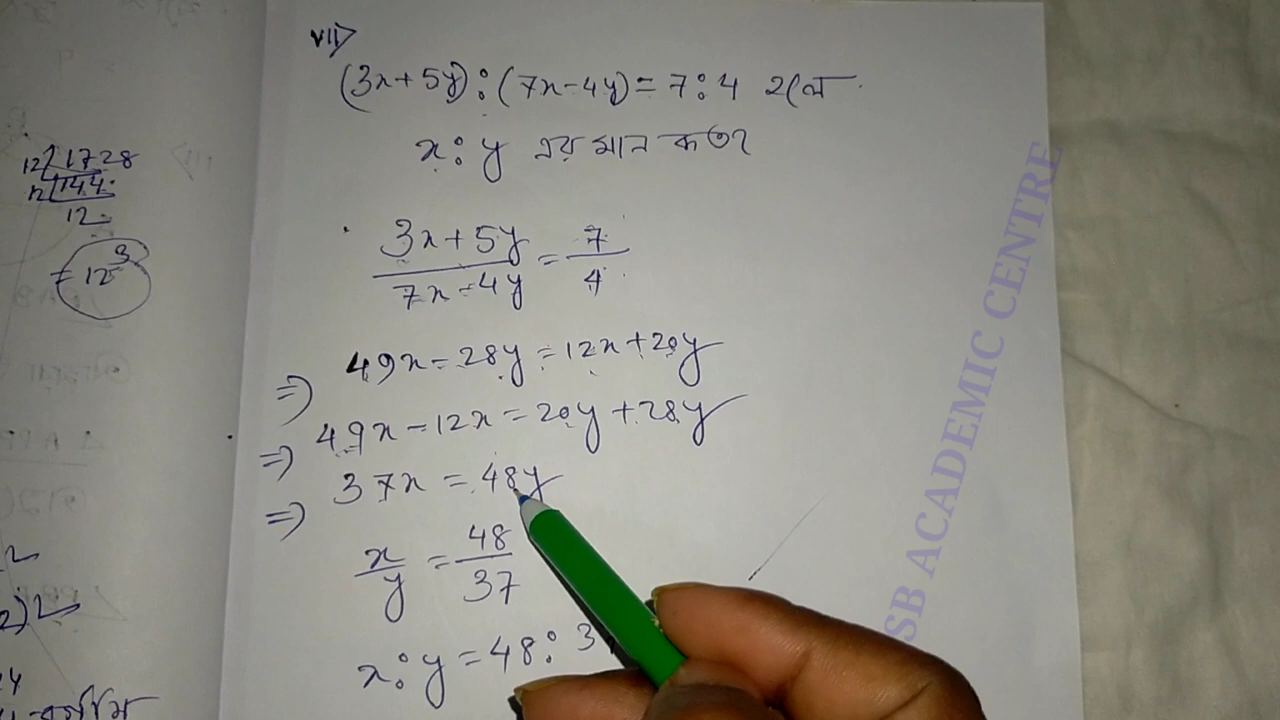 vii>
(3x+5y):(7x-4y)=7:4 হলে
x:y এর মান কত?
3x+5y/7x-4y = 7/4
⇒ 49x-28y=12x+20y
⇒ 49x-12x=20y+28y
⇒ 37x=48y
x/y = 48/37
x:y=48:3
12 1728
12 144
12
=12^3
SB ACADEMIC CENTRE